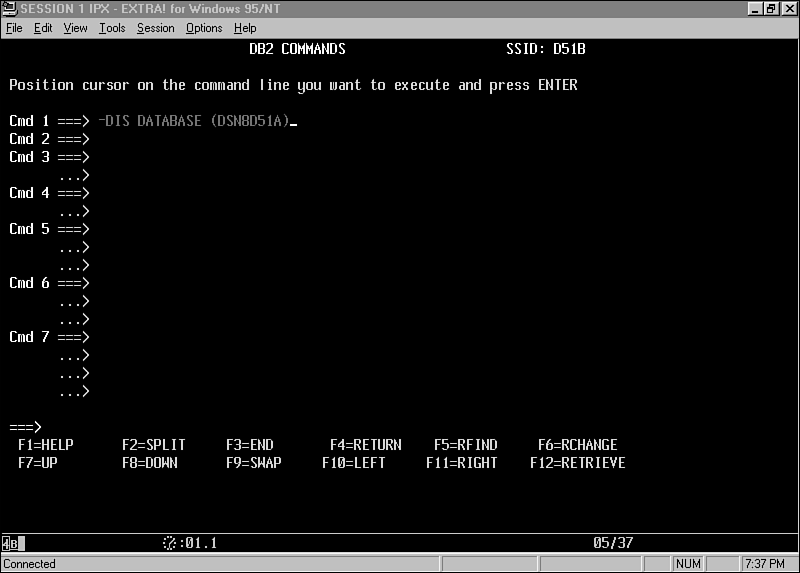 SESSION 1 IPX - EXTRA! for Windows 95/NT
File Edit View Tools Session Options Help
DB2 COMMANDS SSID: D51B
Position cursor on the command line you want to execute and press ENTER
Cmd 1 ===> -DIS DATABASE (DSN8D51A)_
Cmd 2 ===>
Cmd 3 ===>
...>
Cmd 4 ===>
...>
Cmd 5 ===>
...>
...>
Cmd 6 ===>
...>
...>
Cmd 7 ===>
...>
...>
...>
===>
F1=HELP F2=SPLIT F3=END F4=RETURN F5=RFIND F6=RCHANGE
F7=UP F8=DOWN F9=SWAP F10=LEFT F11=RIGHT F12=RETRIEVE
4B :01.1 05/37
Connected NUM 7:37 PM